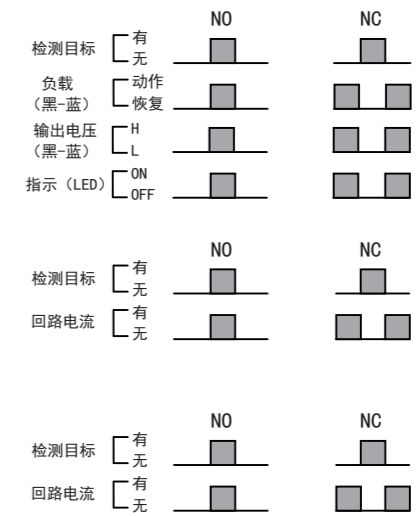 NO NC
检测目标 有
无
负载 动作
(黑-蓝) 恢复
输出电压 H
(黑-蓝) L
指示(LED) ON
OFF
NO NC
检测目标 有
无
回路电流 有
无
NO NC
检测目标 有
无
回路电流 有
无